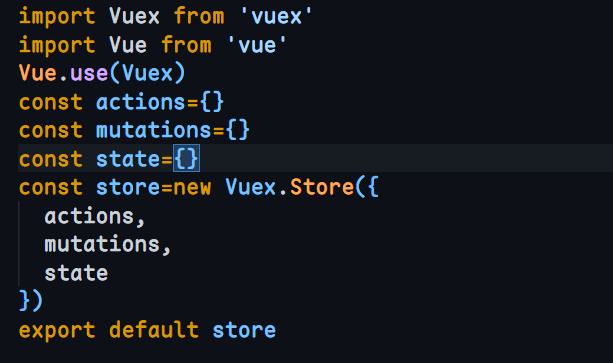 import Vuex from 'vuex'
import Vue from 'vue'
Vue.use(Vuex)
const actions={}
const mutations={}
const state={}
const store=new Vuex.Store({
  actions,
  mutations,
  state
})
export default store